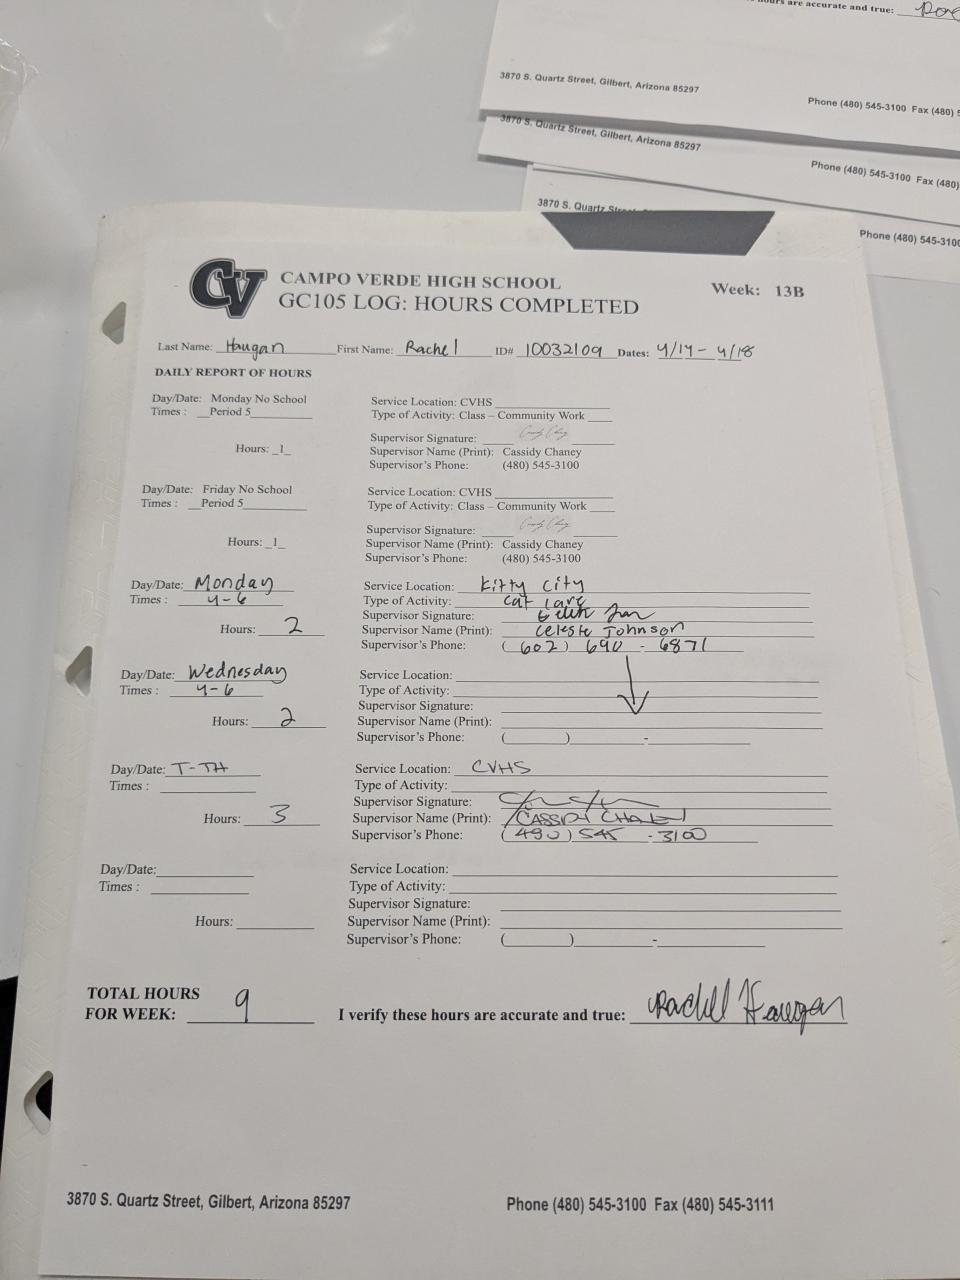 hours are accurate and true:
3870 S. Quartz Street, Gilbert, Arizona 85297
Phone (480) 545-3100 Fax (480)
3870 S. Quartz Street, Gilbert, Arizona 85297
Phone (480) 545-3100 Fax (480)
3870 S. Quartz
Phone (480) 545-3100
CV
CAMPO VERDE HIGH SCHOOL
GC105 LOG: HOURS COMPLETED
Week: 13B
Last Name: Haugan First Name: Rachel ID# 10032109 Dates: 4/14 - 4/18
DAILY REPORT OF HOURS
Day/Date: Monday No School Service Location: CVHS
Times : Period 5 Type of Activity: Class – Community Work
Supervisor Signature:
Hours: 1 Supervisor Name (Print): Cassidy Chaney
Supervisor's Phone: (480) 545-3100
Day/Date: Friday No School Service Location: CVHS
Times : Period 5 Type of Activity: Class – Community Work
Supervisor Signature:
Hours: 1 Supervisor Name (Print): Cassidy Chaney
Supervisor's Phone: (480) 545-3100
Day/Date: Monday Service Location: Kitty City
Times : 4-6 Type of Activity: cat care
Supervisor Signature:
Hours: 2 Supervisor Name (Print): Celeste Johnson
Supervisor's Phone: (602) 690 - 6871
Day/Date: Wednesday Service Location:
Times : 4-6 Type of Activity:
Supervisor Signature:
Hours: 2 Supervisor Name (Print):
Supervisor's Phone: ( ) -
Day/Date: T-TH Service Location: CVHS
Times : Type of Activity:
Supervisor Signature:
Hours: 3 Supervisor Name (Print): CASSIDY CHANEY
Supervisor's Phone: (480) 545 - 3100
Day/Date: Service Location:
Times : Type of Activity:
Supervisor Signature:
Hours: Supervisor Name (Print):
Supervisor's Phone: ( ) -
TOTAL HOURS
FOR WEEK: 9 I verify these hours are accurate and true: Rachel Haugan
3870 S. Quartz Street, Gilbert, Arizona 85297 Phone (480) 545-3100 Fax (480) 545-3111